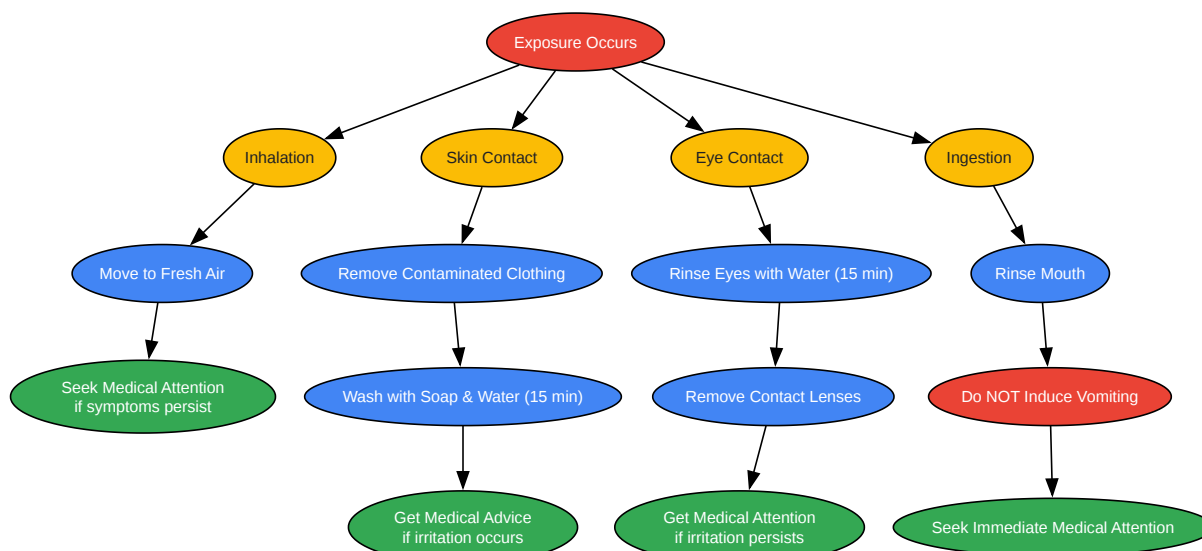 Exposure Occurs
Inhalation
Skin Contact
Eye Contact
Ingestion
Move to Fresh Air
Remove Contaminated Clothing
Rinse Eyes with Water (15 min)
Rinse Mouth
Seek Medical Attention
if symptoms persist
Wash with Soap & Water (15 min)
Remove Contact Lenses
Do NOT Induce Vomiting
Get Medical Advice
if irritation occurs
Get Medical Attention
if irritation persists
Seek Immediate Medical Attention